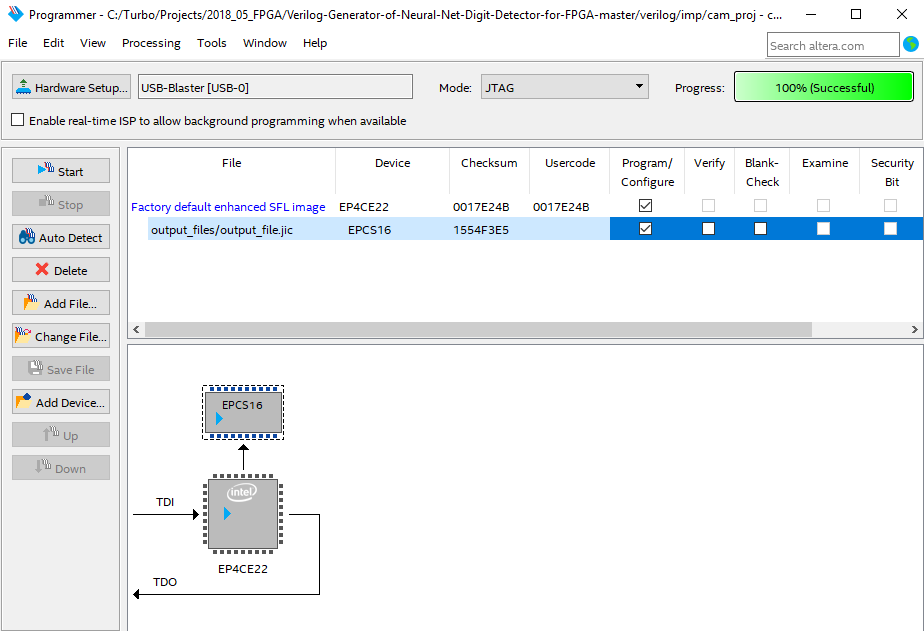 Programmer - C:/Turbo/Projects/2018_05_FPGA/Verilog-Generator-of-Neural-Net-Digit-Detector-for-FPGA-master/verilog/imp/cam_proj - c...
File Edit View Processing Tools Window Help
Search altera.com
Hardware Setup... USB-Blaster [USB-0] Mode: JTAG Progress: 100% (Successful)
Enable real-time ISP to allow background programming when available
Start
Stop
Auto Detect
Delete
Add File...
Change File...
Save File
Add Device...
Up
Down
File Device Checksum Usercode Program/ Verify Blank- Examine Security
Configure Check Bit
Factory default enhanced SFL image EP4CE22 0017E24B 0017E24B
output_files/output_file.jic EPCS16 1554F3E5
EPCS16
intel
TDI
EP4CE22
TDO